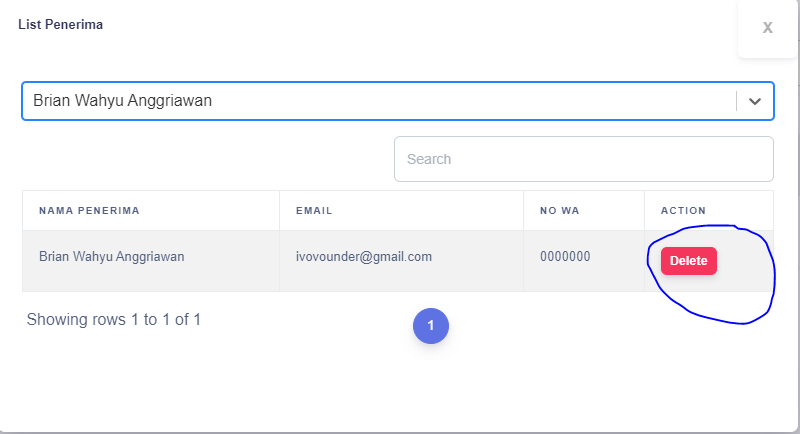 List Penerima
X
Brian Wahyu Anggriawan
Search
NAMA PENERIMA EMAIL NO WA ACTION
Brian Wahyu Anggriawan ivovounder@gmail.com 0000000 Delete
Showing rows 1 to 1 of 1 1